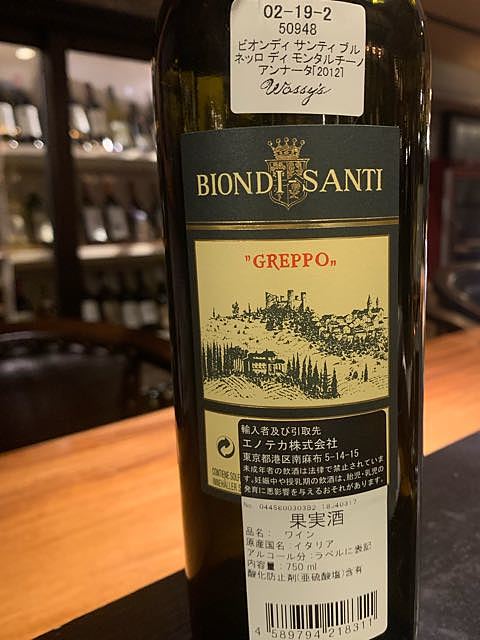 02-19-2
50948
ビオンディ サンティ ブル
ネッロ ディ モンタルチーノ
アンナータ[2012]
Wassy's
BIONDI SANTI
"GREPPO„
輸入者及び引取先
エノテカ株式会社
東京都港区南麻布 5-14-15
未成年者の飲酒は法律で禁止されていま
す。妊娠中や授乳期の飲酒は、胎児・乳児の
発育に悪影響を与えるおそれがあります。
果実酒
品名: ワイン
原産国名:イタリア
アルコール分:ラベルに表記
内容量:750ml
酸化防止剤(亜硫酸塩)含有
4 589794 218311